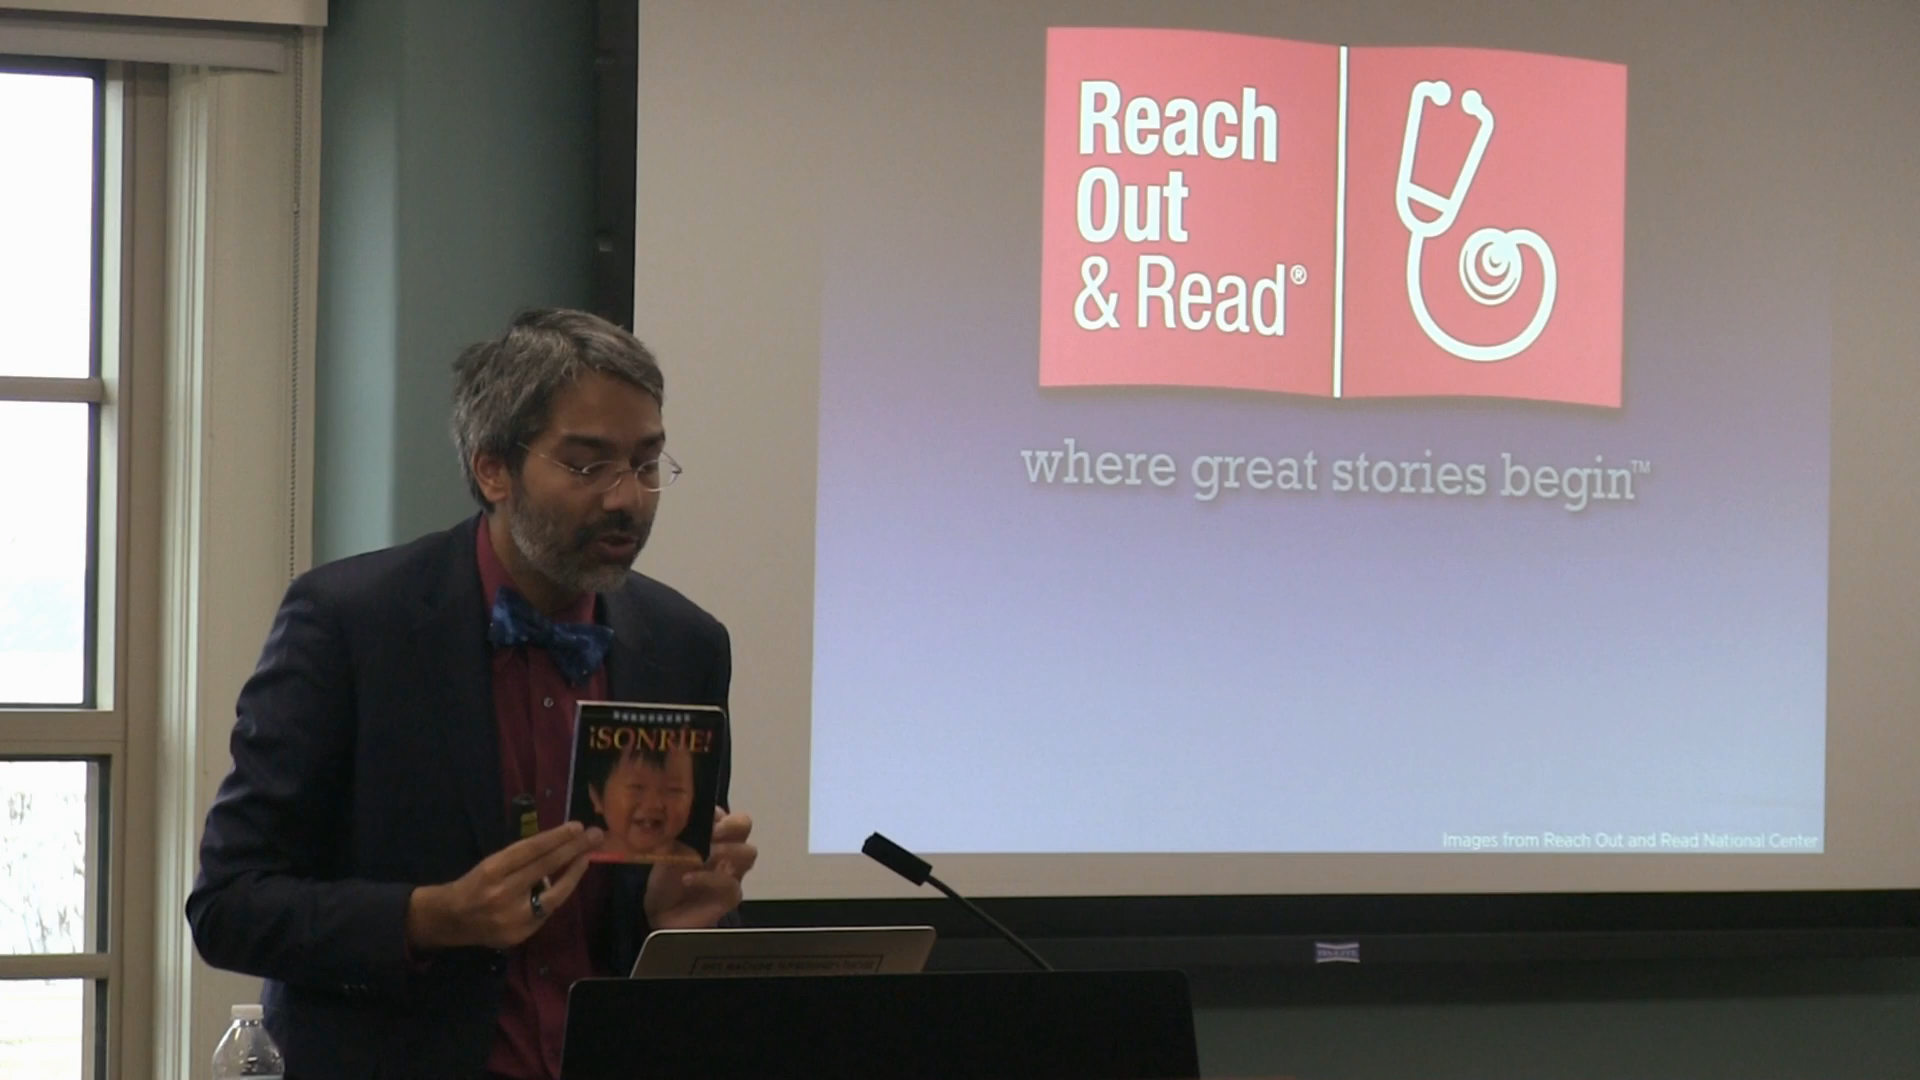 Reach
Out
& Read®
where great stories begin™
Images from Reach Out and Read National Center
¡SONRÍE!